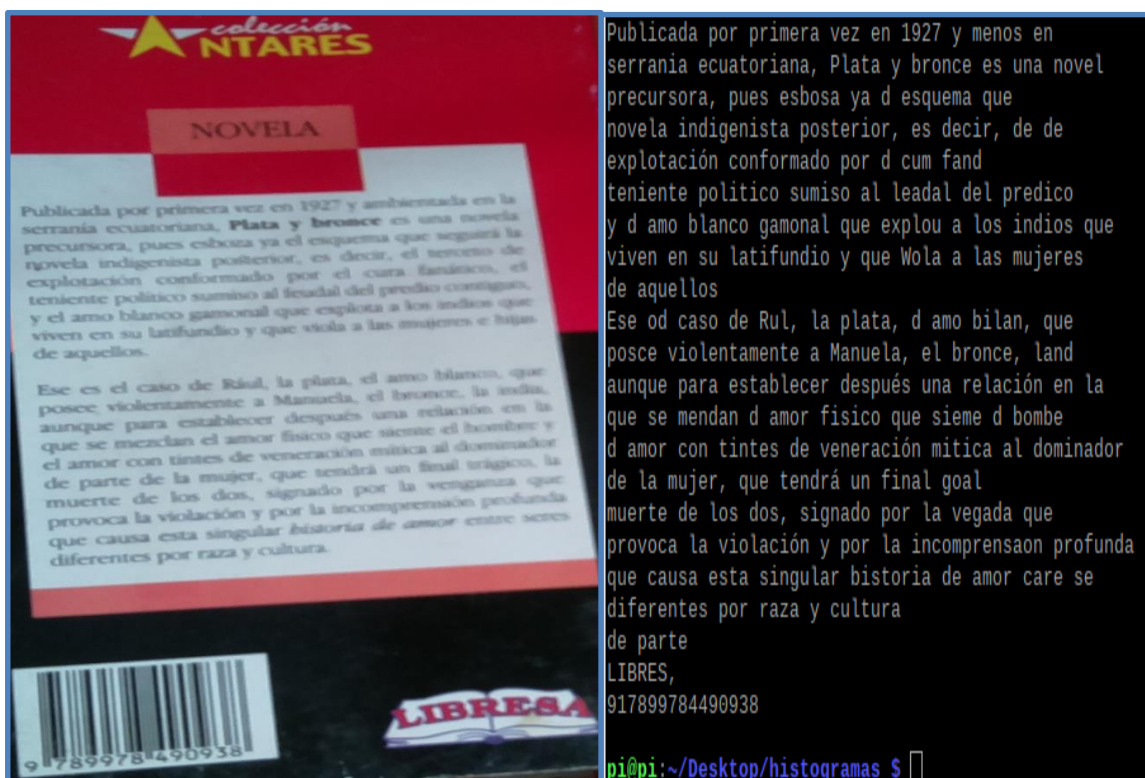 colección
ANTARES
NOVELA
Publicada por primera vez en 1927 y ambientada en la
serranía ecuatoriana, Plata y bronce es una novela
precursora, pues esboza ya el esquema que seguirá la
novela indigenista posterior, es decir, el terceto de
explotación conformado por el cura fanático, el
teniente político sumiso al feudal del predio contiguo,
y el amo blanco gamonal que explota a los indios que
viven en su latifundio y que viola a las mujeres e hijas
de aquellos.
Ese es el caso de Raúl, la plata, el amo blanco, que
posee violentamente a Manuela, el bronce, la india,
aunque para establecer después una relación en la
que se mezclan el amor físico que siente el hombre y
el amor con tintes de veneración mítica al dominador
de parte de la mujer, que tendrá un final trágico, la
muerte de los dos, signado por la venganza que
provoca la violación y por la incomprensión profunda
que causa esta singular historia de amor entre seres
diferentes por raza y cultura.
LIBRESA
9 789978 490938
Publicada por primera vez en 1927 y menos en
serrania ecuatoriana, Plata y bronce es una novel
precursora, pues esbosa ya d esquema que
novela indigenista posterior, es decir, de de
explotación conformado por d cum fand
teniente politico sumiso al leadal del predico
y d amo blanco gamonal que explou a los indios que
viven en su latifundio y que Wola a las mujeres
de aquellos
Ese od caso de Rul, la plata, d amo bilan, que
posce violentamente a Manuela, el bronce, land
aunque para establecer después una relación en la
que se mendan d amor fisico que sieme d bombe
d amor con tintes de veneración mitica al dominador
de la mujer, que tendrá un final goal
muerte de los dos, signado por la vegada que
provoca la violación y por la incomprensaon profunda
que causa esta singular bistoria de amor care se
diferentes por raza y cultura
de parte
LIBRES,
917899784490938
pi@pi:~/Desktop/histogramas $